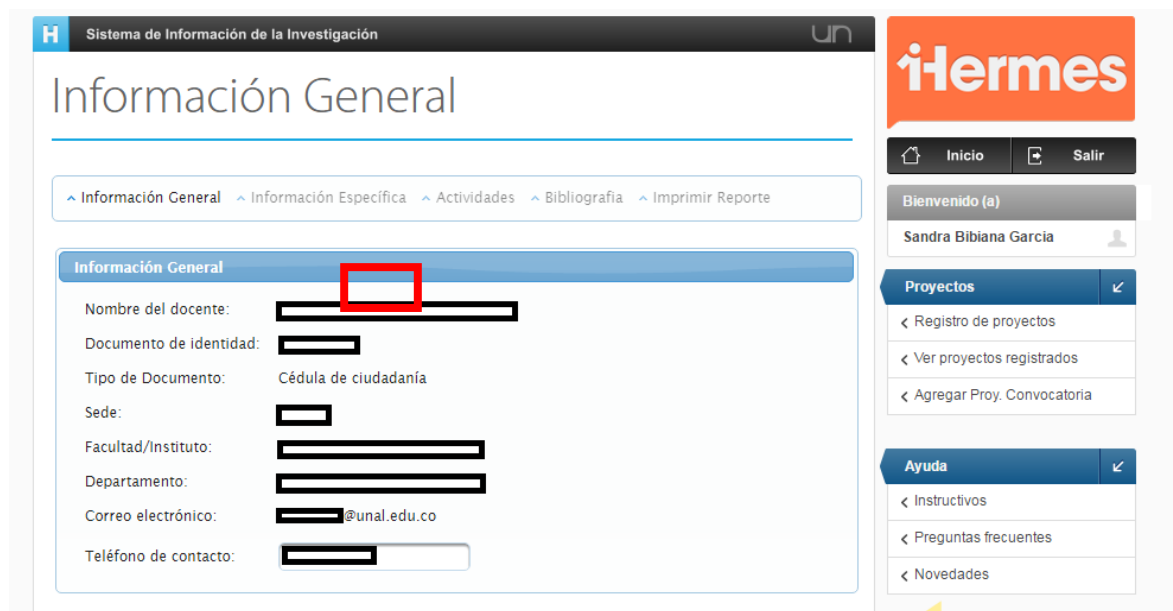 H Sistema de Información de la Investigación un
Información General
Información General Información Específica Actividades Bibliografia Imprimir Reporte
Información General
Nombre del docente:
Documento de identidad:
Tipo de Documento: Cédula de ciudadanía
Sede:
Facultad/Instituto:
Departamento:
Correo electrónico: @unal.edu.co
Teléfono de contacto:
Hermes
Inicio Salir
Bienvenido (a)
Sandra Bibiana Garcia
Proyectos
Registro de proyectos
Ver proyectos registrados
Agregar Proy. Convocatoria
Ayuda
Instructivos
Preguntas frecuentes
Novedades